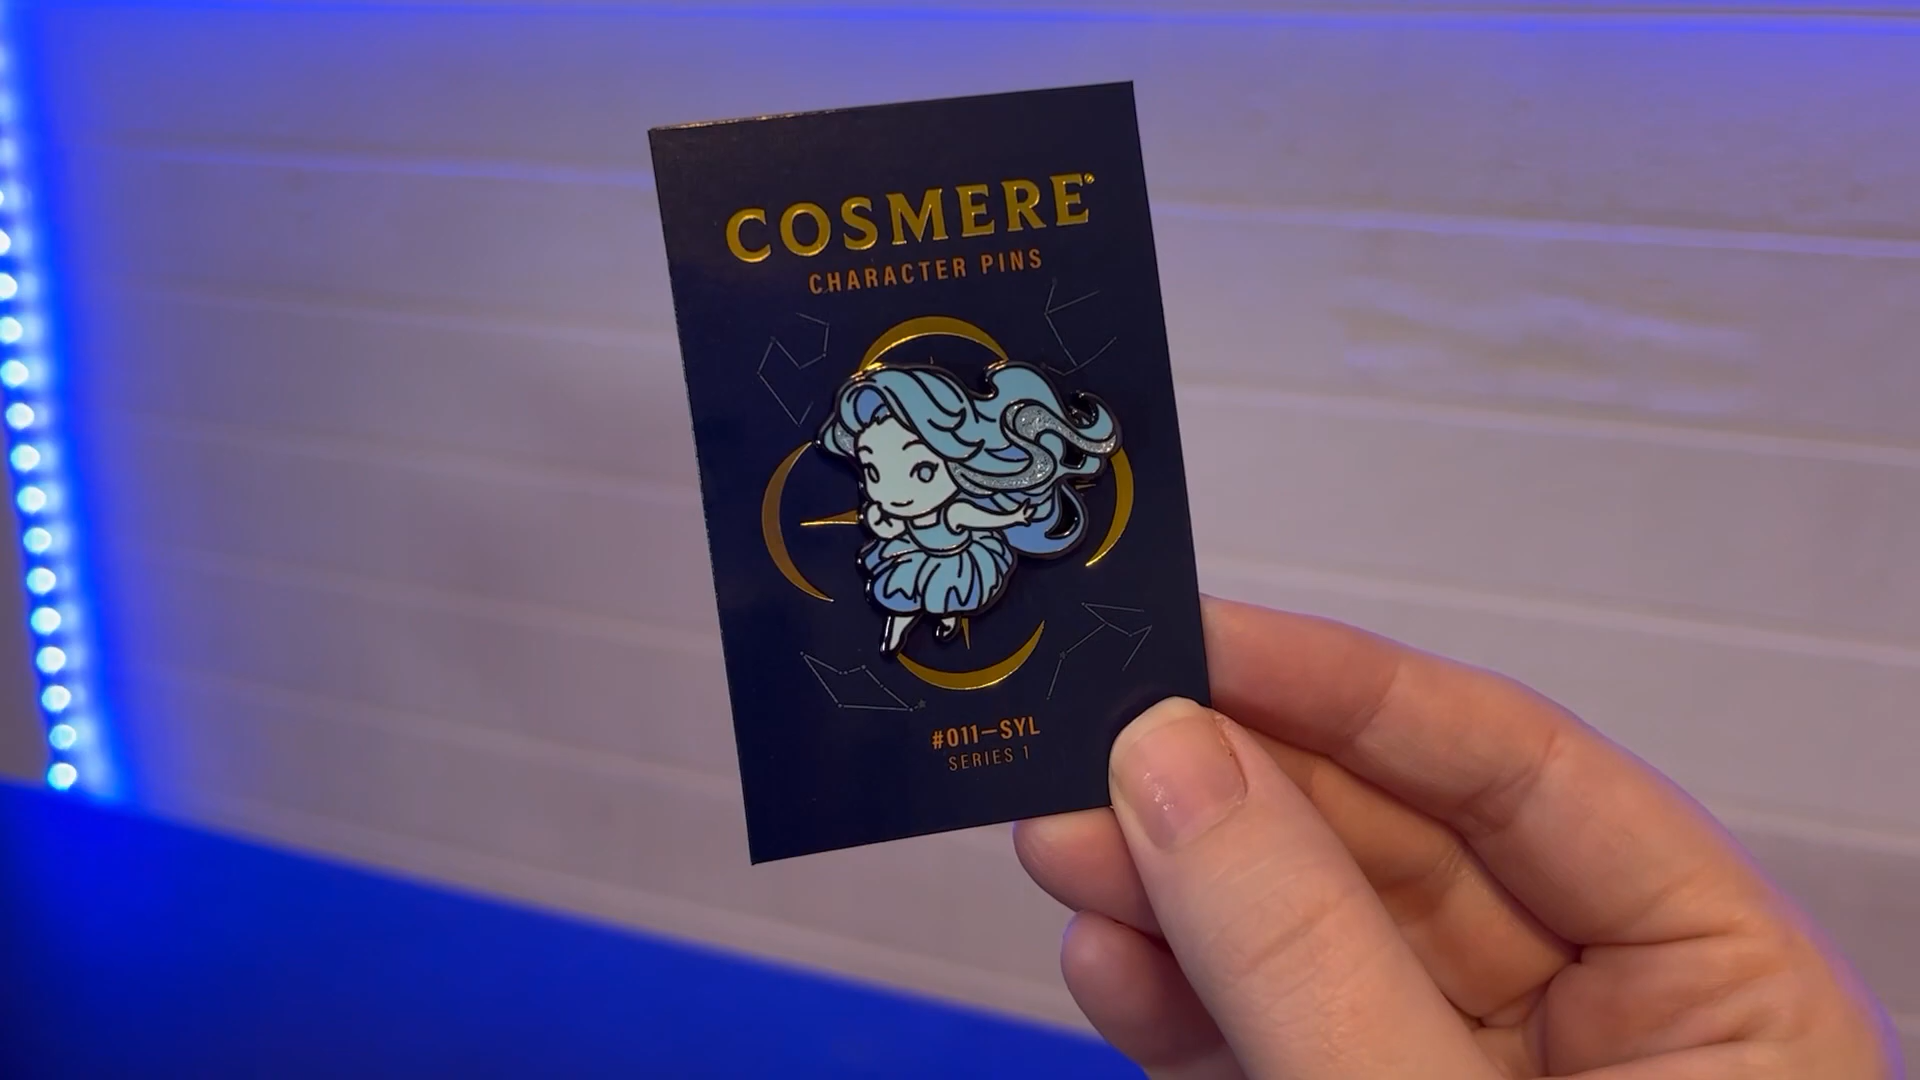 COSMERE®
CHARACTER PINS
#011—SYL
SERIES 1